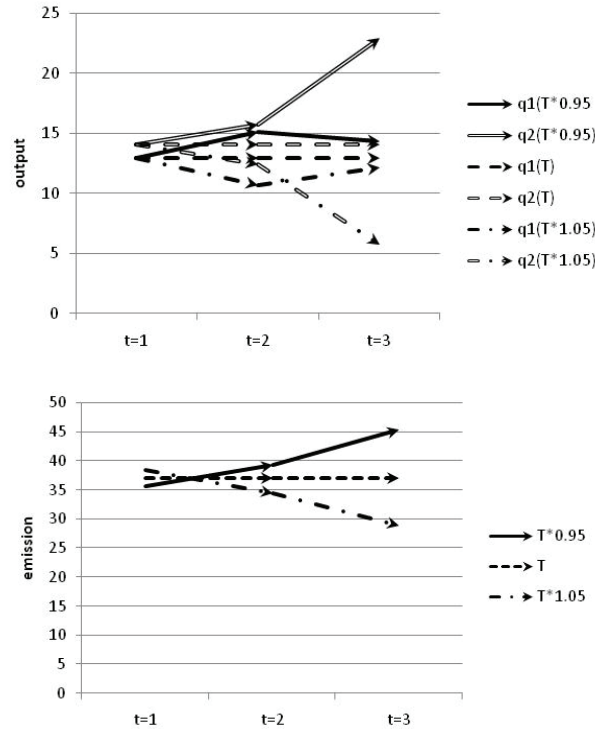 25
20
15
10
5
0
output
t=1
t=2
t=3
q1(T*0.95
q2(T*0.95)
q1(T)
q2(T)
q1(T*1.05)
q2(T*1.05)
50
45
40
35
30
25
20
15
10
5
0
emission
t=1
t=2
t=3
T*0.95
T
T*1.05